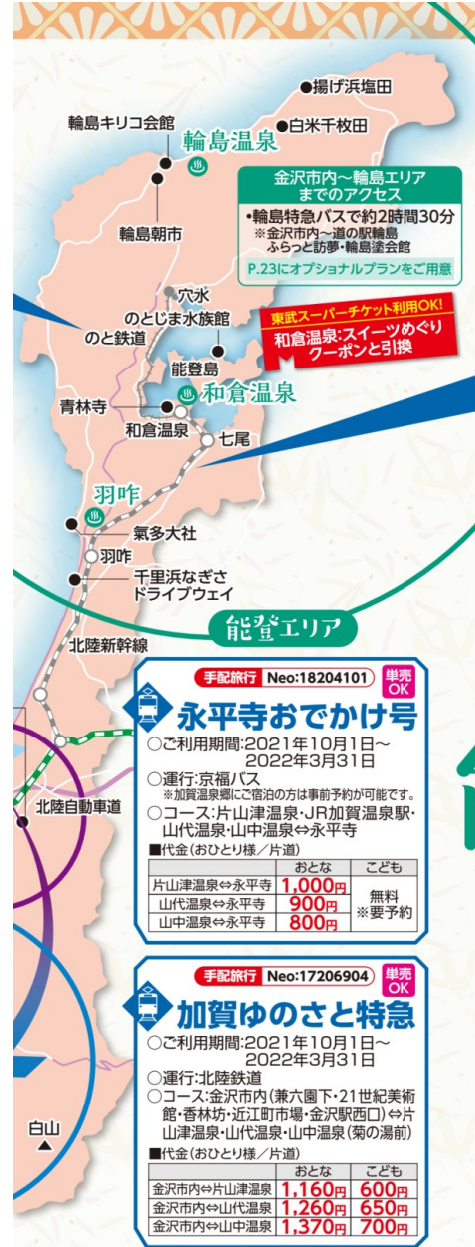 ●揚げ浜塩田
輪島キリコ会館
●白米千枚田
輪島温泉
金沢市内～輪島エリア
までのアクセス
•輪島特急バスで約2時間30分
※金沢市内～道の駅輪島
ふらっと訪夢・輪島塗会館
P.23にオプショナルプランをご用意
輪島朝市
穴水
のとじま水族館
のと鉄道
東武スーパーチケット利用OK!
和倉温泉:スイーツめぐり
クーポンと引換
能登島
青林寺
和倉温泉
和倉温泉
七尾
羽咋
氣多大社
羽咋
千里浜なぎさ
ドライブウェイ
能登エリア
北陸新幹線
手配旅行 Neo:18204101 単売
OK
永平寺おでかけ号
○ご利用期間:2021年10月1日～
2022年3月31日
○運行:京福バス
※加賀温泉郷にご宿泊の方は事前予約が可能です。
○コース:片山津温泉・JR加賀温泉駅・
山代温泉・山中温泉⇔永平寺
■代金(おひとり様／片道)
おとな こども
片山津温泉⇔永平寺 1,000円 無料
山代温泉⇔永平寺 900円 ※要予約
山中温泉⇔永平寺 800円
北陸自動車道
手配旅行 Neo:17206904 単売
OK
加賀ゆのさと特急
○ご利用期間:2021年10月1日～
2022年3月31日
○運行:北陸鉄道
○コース:金沢市内(兼六園下・21世紀美術
館・香林坊・近江町市場・金沢駅西口)⇔片
山津温泉・山代温泉・山中温泉(菊の湯前)
■代金(おひとり様／片道)
おとな こども
金沢市内⇔片山津温泉 1,160円 600円
金沢市内⇔山代温泉 1,260円 650円
金沢市内⇔山中温泉 1,370円 700円
白山
▲